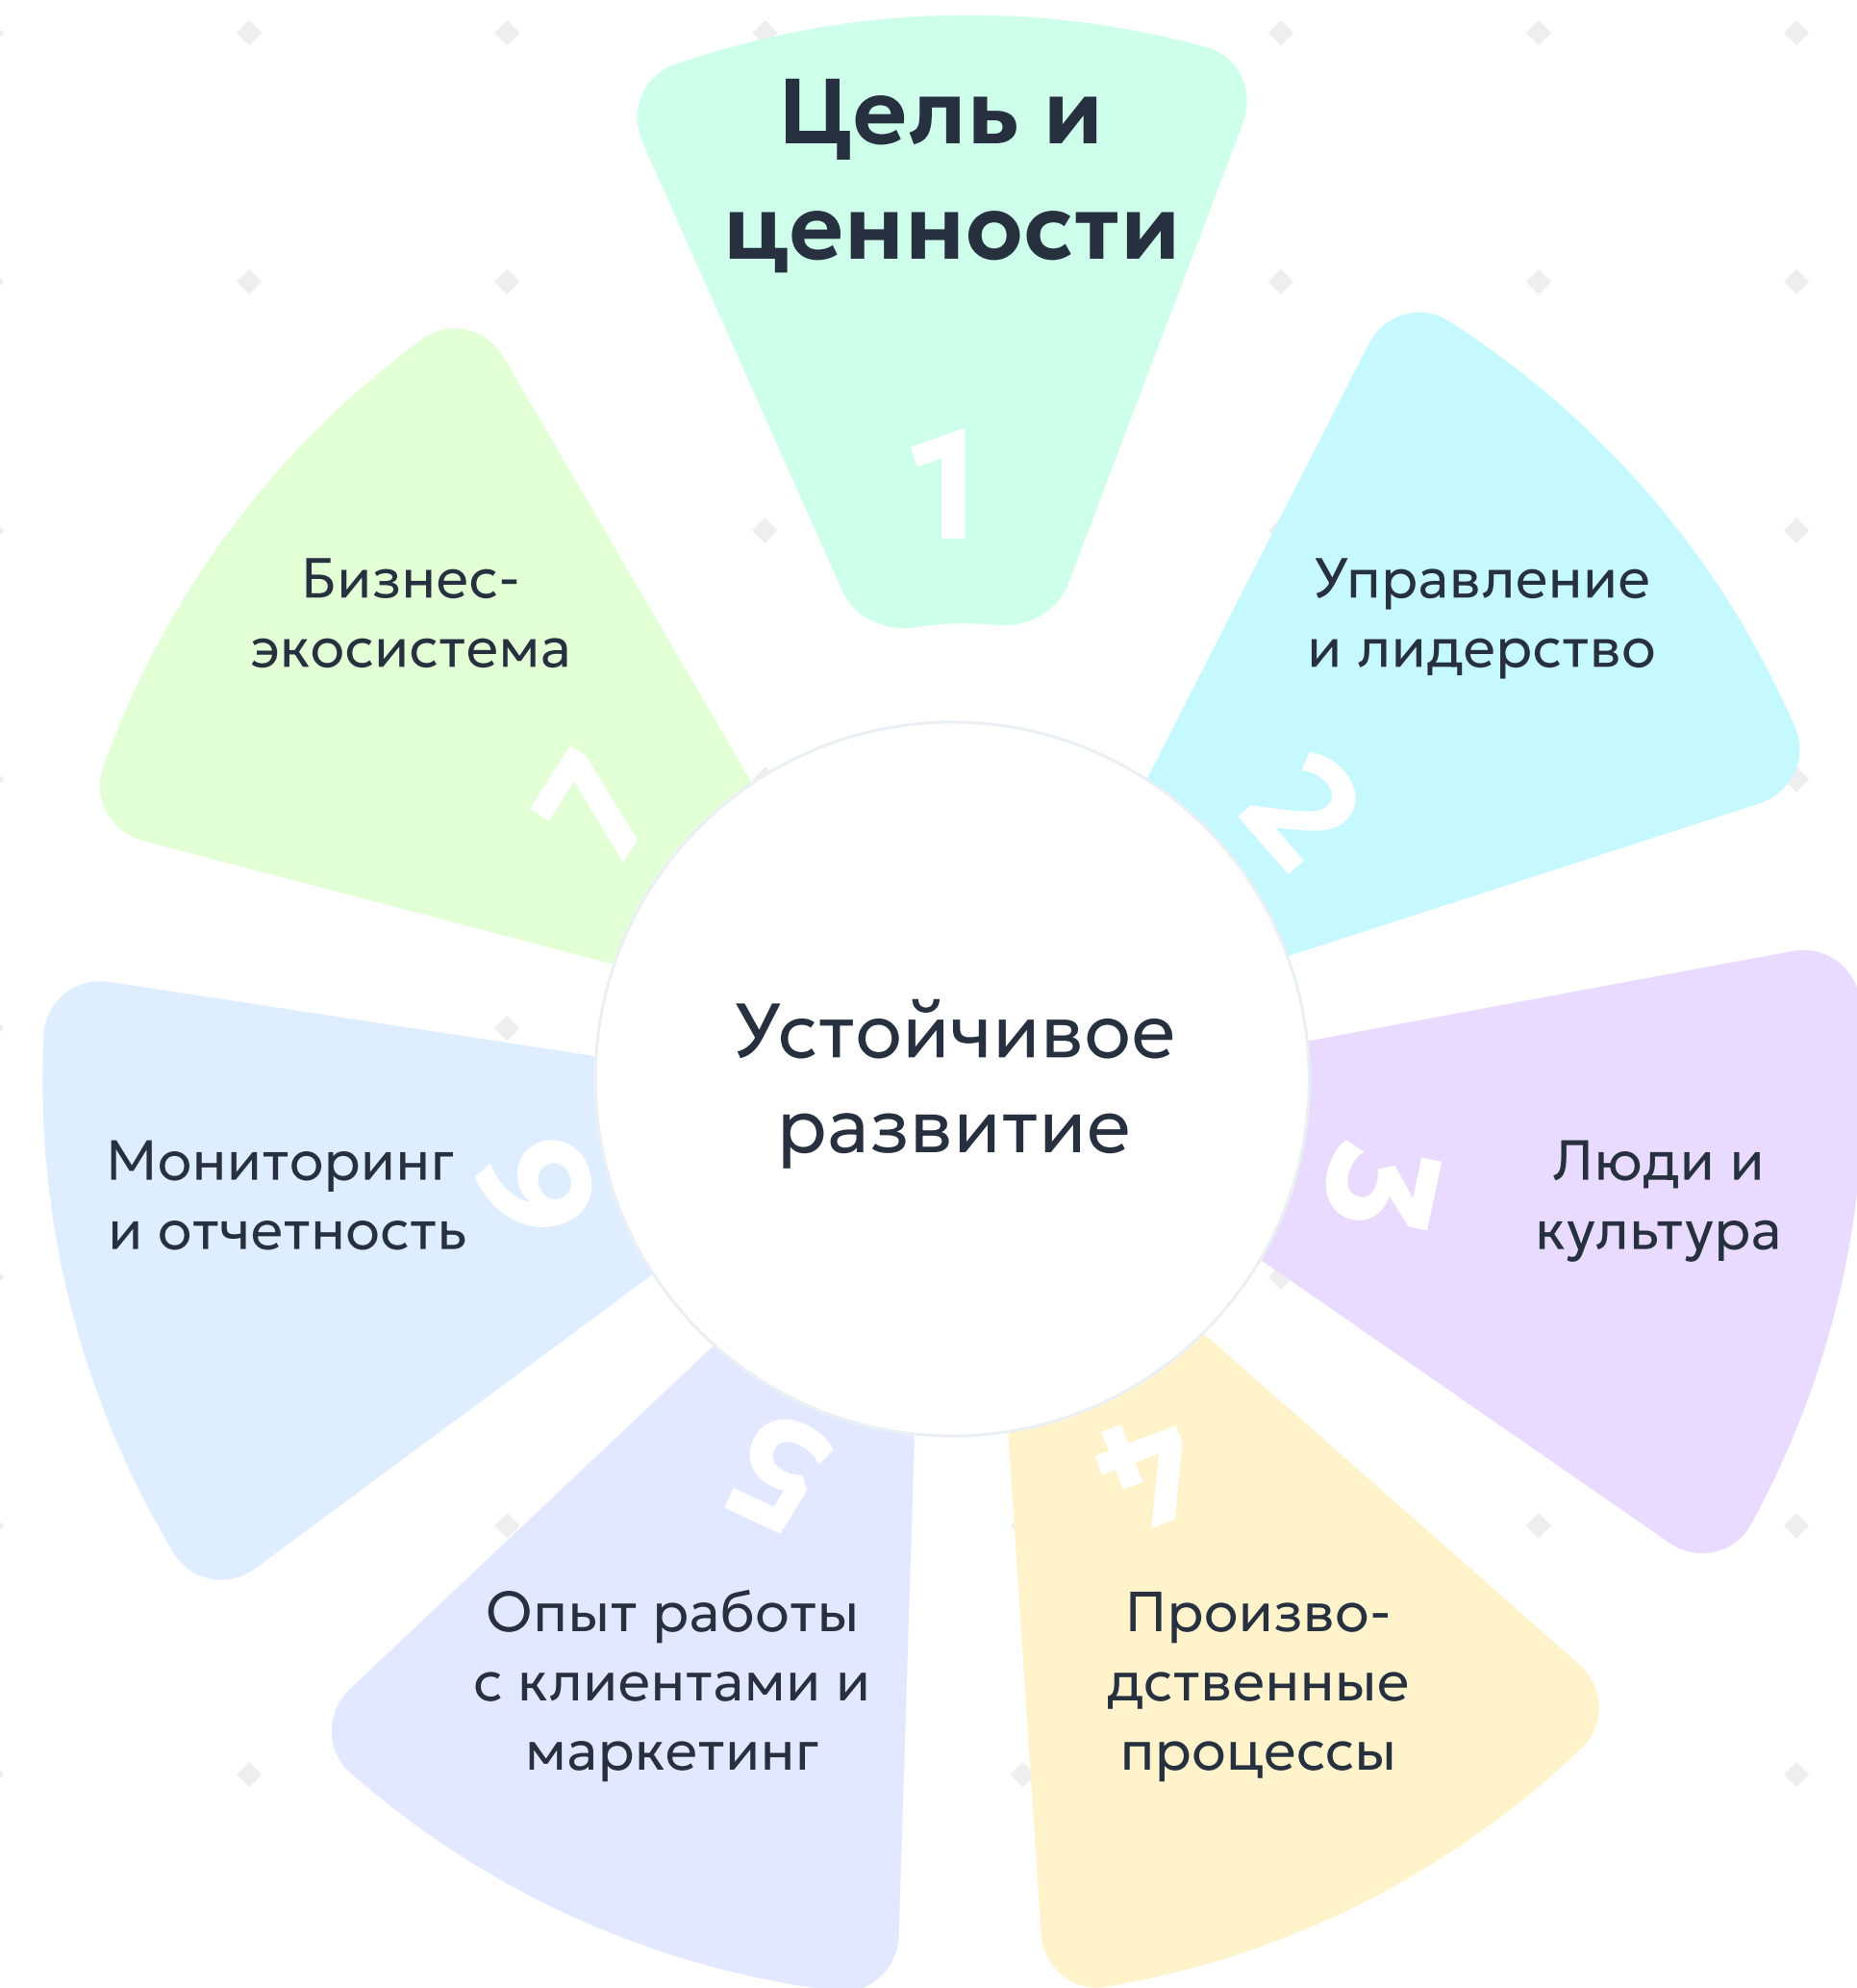 Цель и
ценности
1
Управление
и лидерство
2
Люди и
культура
3
Произво-
дственные
процессы
4
Опыт работы
с клиентами и
маркетинг
5
Мониторинг
и отчетность
6
Бизнес-
экосистема
7
Устойчивое
развитие